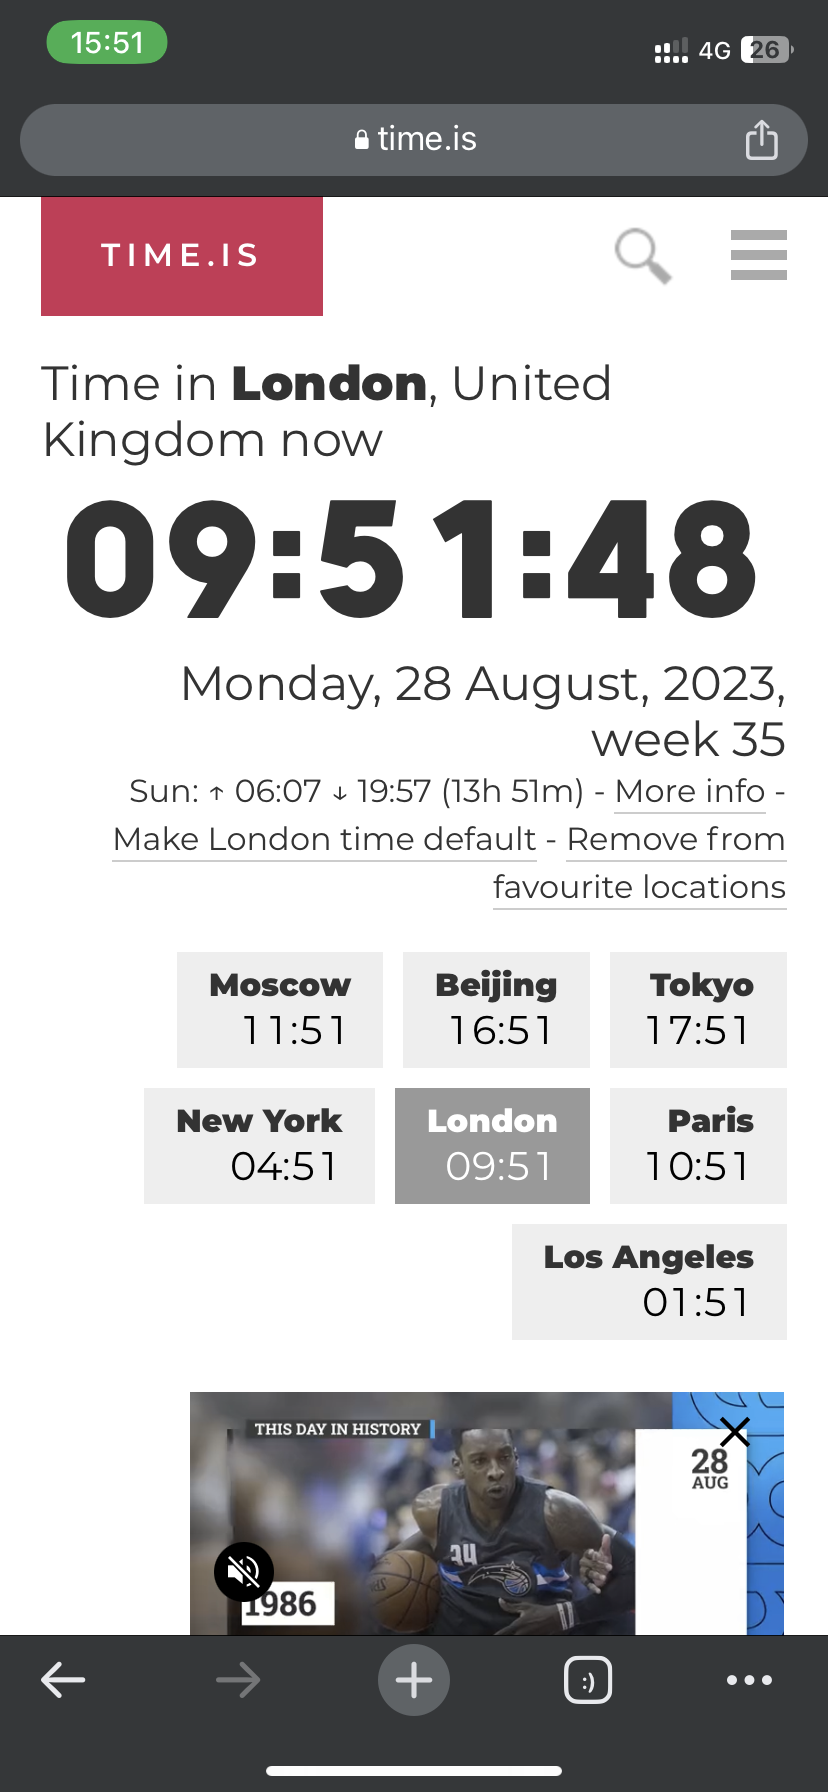 15:51
4G 26
time.is
TIME.IS
Time in London, United
Kingdom now
09:51:48
Monday, 28 August, 2023,
week 35
Sun: ↑ 06:07 ↓ 19:57 (13h 51m) - More info -
Make London time default - Remove from
favourite locations
Moscow
11:51
Beijing
16:51
Tokyo
17:51
New York
04:51
London
09:51
Paris
10:51
Los Angeles
01:51
THIS DAY IN HISTORY
28
AUG
34
1986
:)